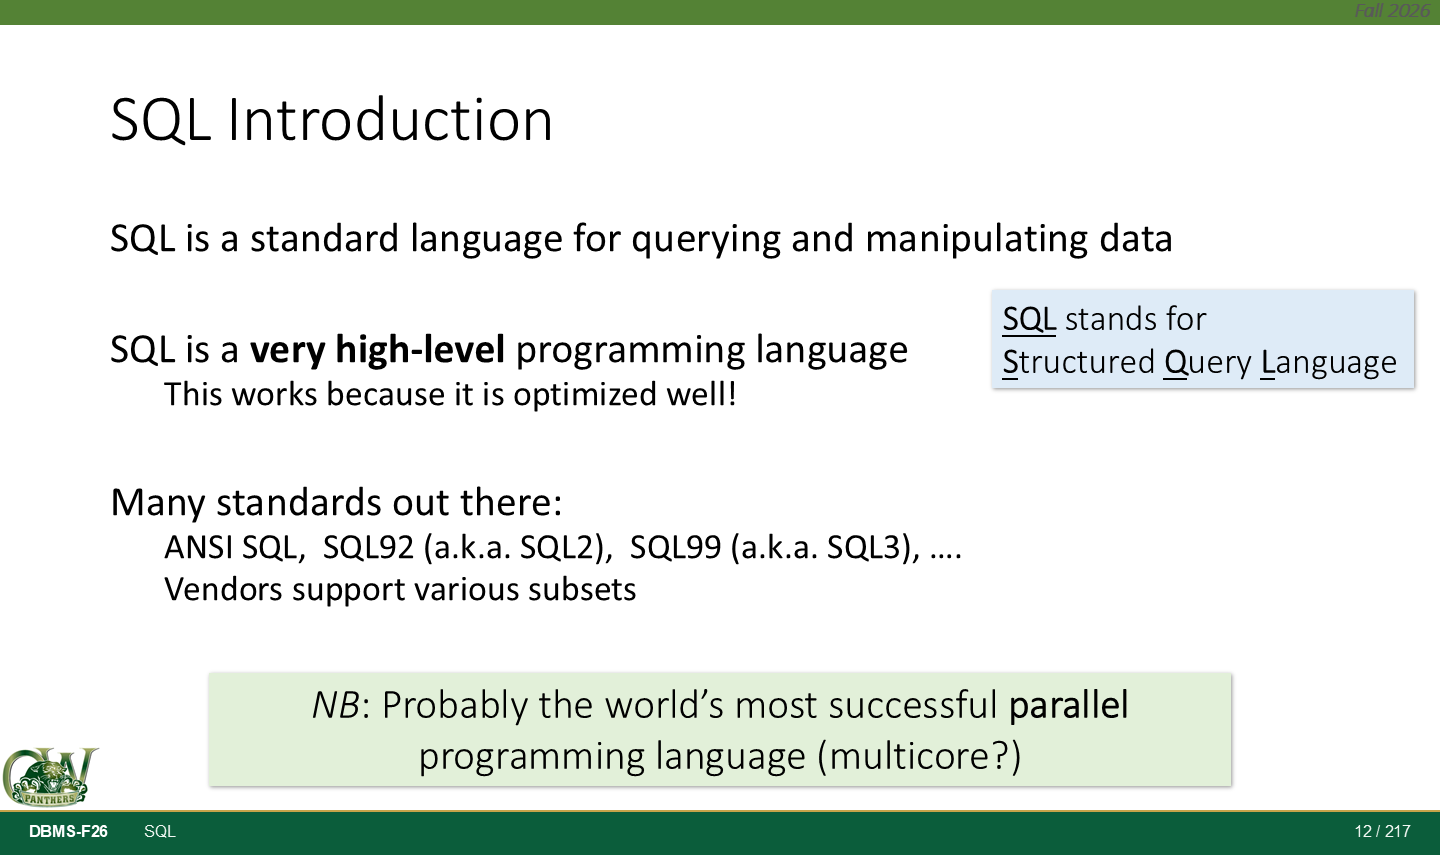 Fall 2026
SQL Introduction
SQL is a standard language for querying and manipulating data
SQL stands for
Structured Query Language
SQL is a very high-level programming language
This works because it is optimized well!
Many standards out there:
ANSI SQL, SQL92 (a.k.a. SQL2), SQL99 (a.k.a. SQL3), ….
Vendors support various subsets
NB: Probably the world’s most successful parallel
programming language (multicore?)
OW
PANTHERS
DBMS-F26 SQL 12 / 217